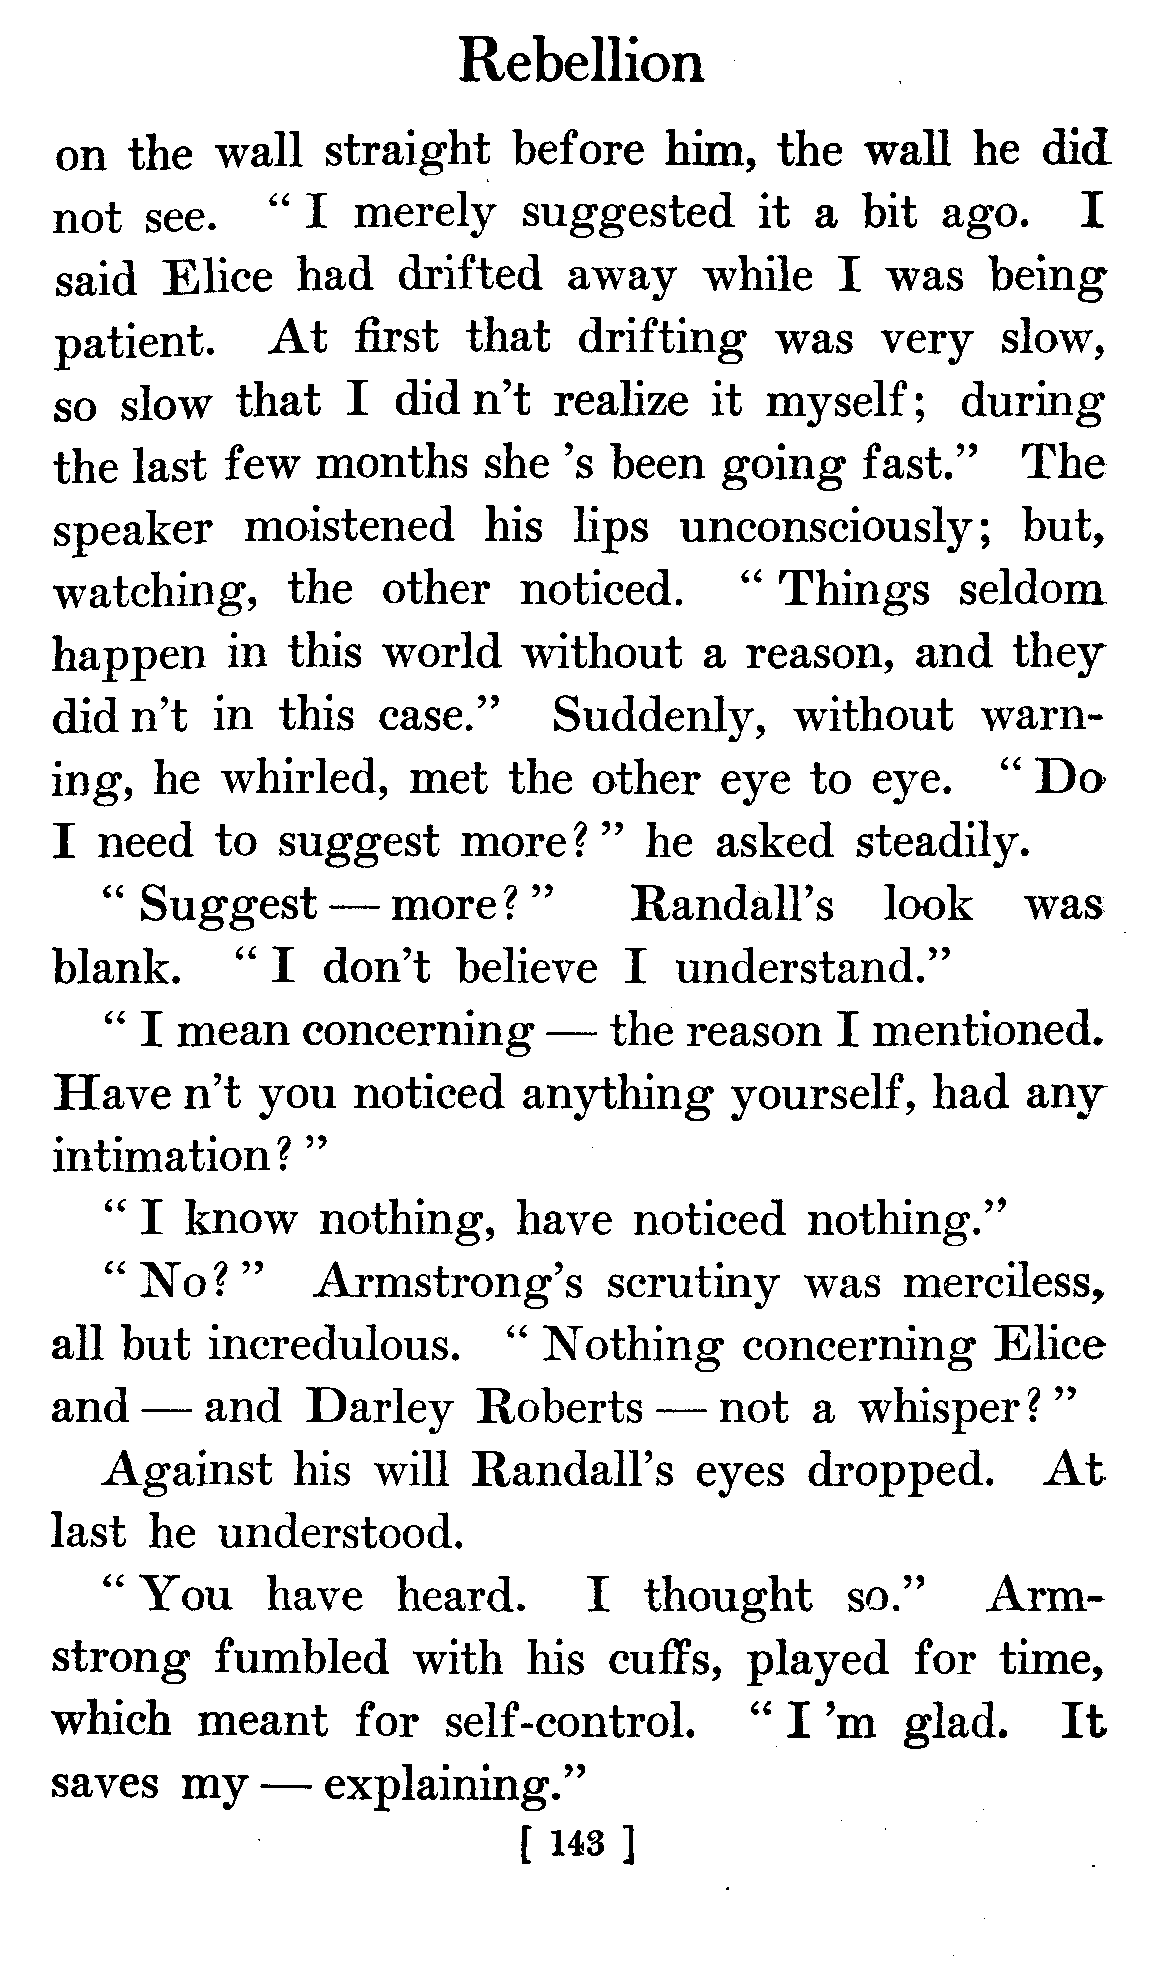 Rebellion
on the wall straight before him, the wall he did
not see. “ I merely suggested it a bit ago. I
said Elice had drifted away while I was being
patient. At first that drifting was very slow,
so slow that I did n’t realize it myself; during
the last few months she ’s been going fast.” The
speaker moistened his lips unconsciously; but,
watching, the other noticed. “ Things seldom
happen in this world without a reason, and they
did n’t in this case.” Suddenly, without warn-
ing, he whirled, met the other eye to eye. “ Do
I need to suggest more? ” he asked steadily.
“ Suggest — more? ” Randall’s look was
blank. “ I don’t believe I understand.”
“ I mean concerning — the reason I mentioned.
Have n’t you noticed anything yourself, had any
intimation? ”
“ I know nothing, have noticed nothing.”
“ No? ” Armstrong’s scrutiny was merciless,
all but incredulous. “ Nothing concerning Elice
and — and Darley Roberts — not a whisper? ”
Against his will Randall’s eyes dropped. At
last he understood.
“ You have heard. I thought so.” Arm-
strong fumbled with his cuffs, played for time,
which meant for self-control. “ I ’m glad. It
saves my — explaining.”
[ 143 ]